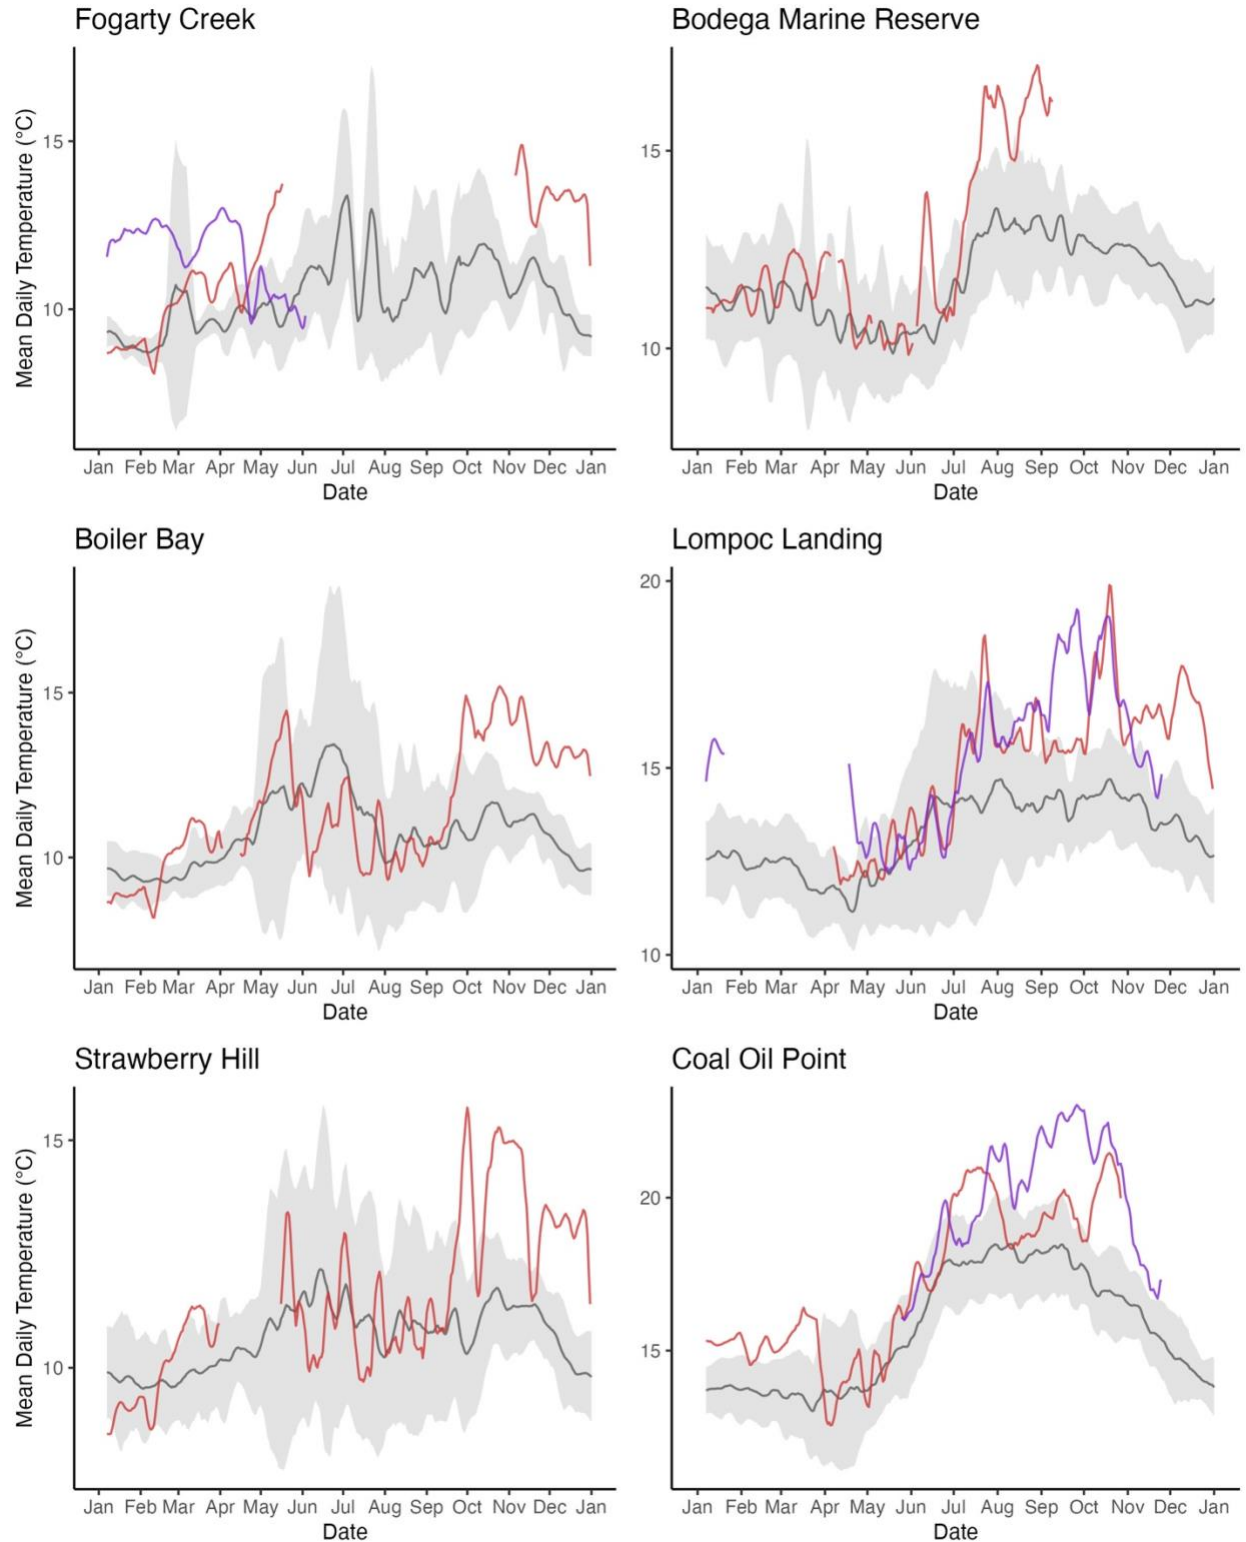 Fogarty Creek
Mean Daily Temperature (°C)
15
10
Jan Feb Mar Apr May Jun Jul Aug Sep Oct Nov Dec Jan
Date
Bodega Marine Reserve
15
10
Jan Feb Mar Apr May Jun Jul Aug Sep Oct Nov Dec Jan
Date
Boiler Bay
Mean Daily Temperature (°C)
15
10
Jan Feb Mar Apr May Jun Jul Aug Sep Oct Nov Dec Jan
Date
Lompoc Landing
20
15
10
Jan Feb Mar Apr May Jun Jul Aug Sep Oct Nov Dec Jan
Date
Strawberry Hill
Mean Daily Temperature (°C)
15
10
Jan Feb Mar Apr May Jun Jul Aug Sep Oct Nov Dec Jan
Date
Coal Oil Point
20
15
Jan Feb Mar Apr May Jun Jul Aug Sep Oct Nov Dec Jan
Date